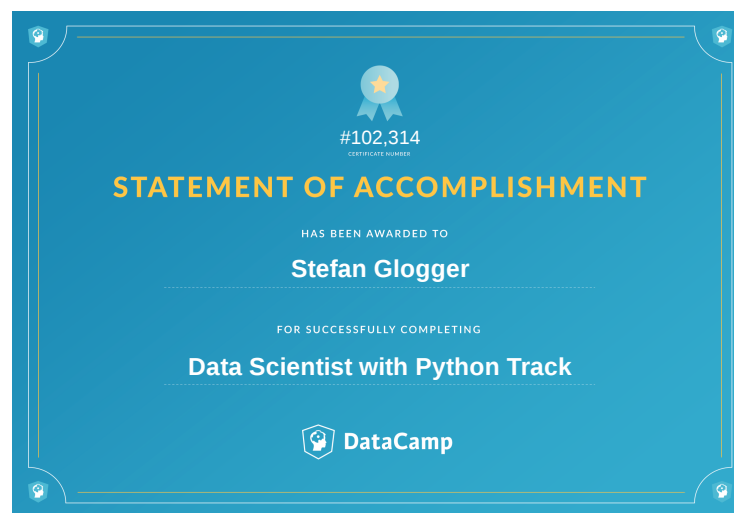 #102,314
CERTIFICATE NUMBER
STATEMENT OF ACCOMPLISHMENT
HAS BEEN AWARDED TO
Stefan Glogger
FOR SUCCESSFULLY COMPLETING
Data Scientist with Python Track
DataCamp